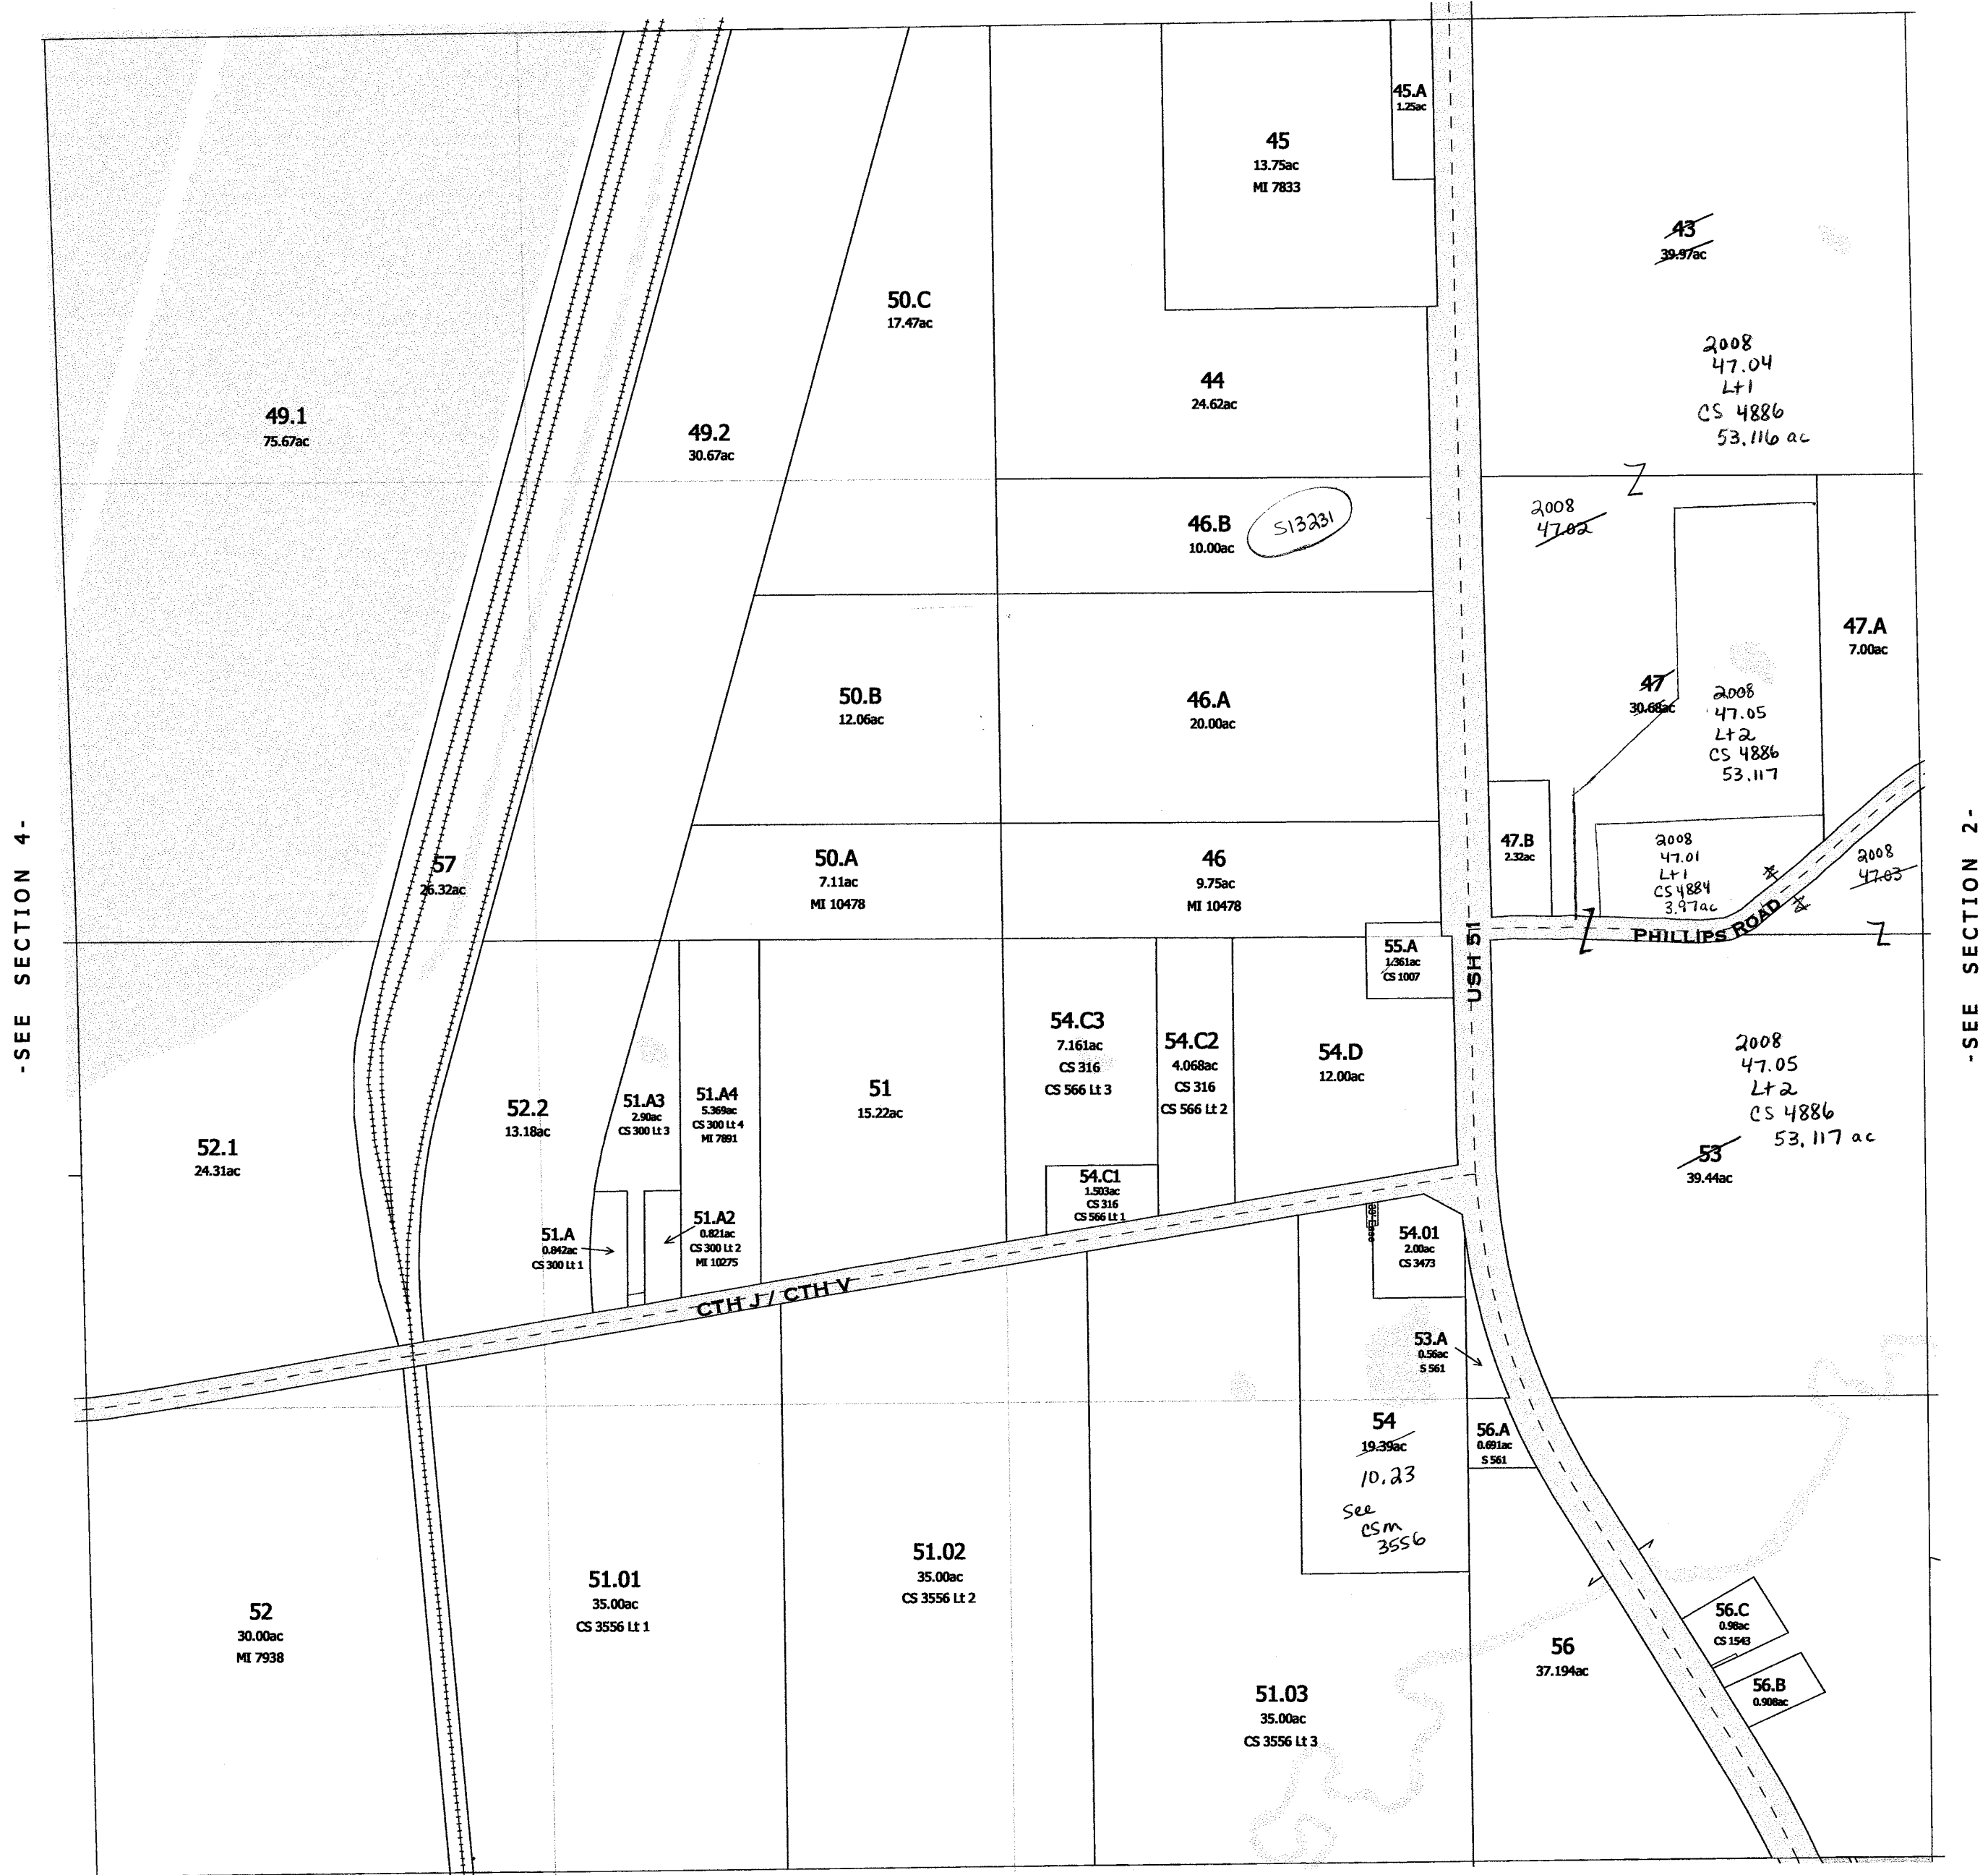 45.A
1.25ac
45
13.75ac
MI 7833
43
39.97ac
50.C
17.47ac
2008
47.04
Lt 1
CS 4886
53.116 ac
44
24.62ac
49.1
75.67ac
49.2
30.67ac
46.B
10.00ac
S13231
2008
47.02
47.A
7.00ac
50.B
12.06ac
46.A
20.00ac
47
30.68ac
2008
47.05
Lt 2
CS 4886
53.117
-SEE SECTION 4-
-SEE SECTION 2-
57
26.32ac
50.A
7.11ac
MI 10478
46
9.75ac
MI 10478
47.B
2.32ac
2008
47.01
Lt 1
CS 4884
3.97ac
2008
47.03
PHILLIPS ROAD
USH 51
55.A
1.361ac
CS 1007
54.C3
7.161ac
CS 316
CS 566 Lt 3
54.C2
4.068ac
CS 316
CS 566 Lt 2
54.D
12.00ac
2008
47.05
Lt 2
CS 4886
53.117 ac
53
39.44ac
52.1
24.31ac
52.2
13.18ac
51.A3
2.90ac
CS 300 Lt 3
51.A4
5.369ac
CS 300 Lt 4
MI 7891
51
15.22ac
54.C1
1.503ac
CS 316
CS 566 Lt 1
51.A
0.842ac
CS 300 Lt 1
51.A2
0.821ac
CS 300 Lt 2
MI 10275
54.01
2.00ac
CS 3473
CTH J / CTH V
53.A
0.56ac
S 561
54
19.39ac
10.23
See
CSM
3556
56.A
0.691ac
S 561
52
30.00ac
MI 7938
51.01
35.00ac
CS 3556 Lt 1
51.02
35.00ac
CS 3556 Lt 2
51.03
35.00ac
CS 3556 Lt 3
56
37.194ac
56.C
0.98ac
CS 1543
56.B
0.908ac